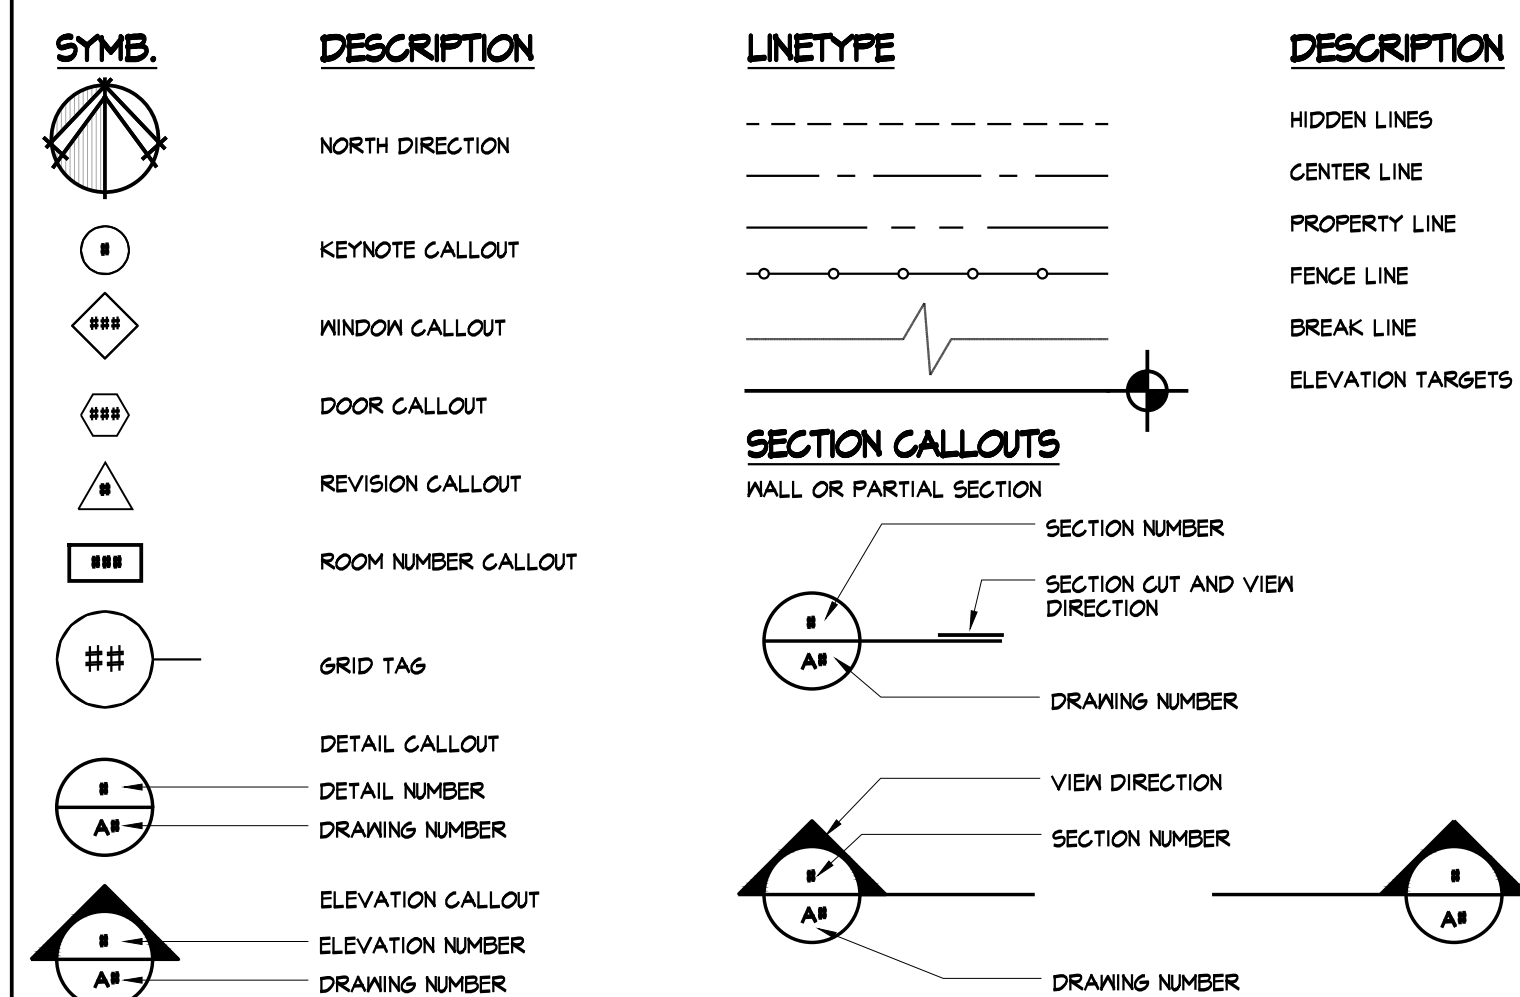 SYMB.
DESCRIPTION
NORTH DIRECTION
#
KEYNOTE CALLOUT
###
WINDOW CALLOUT
###
DOOR CALLOUT
#
REVISION CALLOUT
###
ROOM NUMBER CALLOUT
##
GRID TAG
DETAIL CALLOUT
#
DETAIL NUMBER
A#
DRAWING NUMBER
ELEVATION CALLOUT
#
ELEVATION NUMBER
A#
DRAWING NUMBER
LINETYPE
DESCRIPTION
HIDDEN LINES
CENTER LINE
PROPERTY LINE
FENCE LINE
BREAK LINE
ELEVATION TARGETS
SECTION CALLOUTS
WALL OR PARTIAL SECTION
SECTION NUMBER
SECTION CUT AND VIEW
DIRECTION
#
A#
DRAWING NUMBER
VIEW DIRECTION
SECTION NUMBER
#
A#
DRAWING NUMBER
#
A#